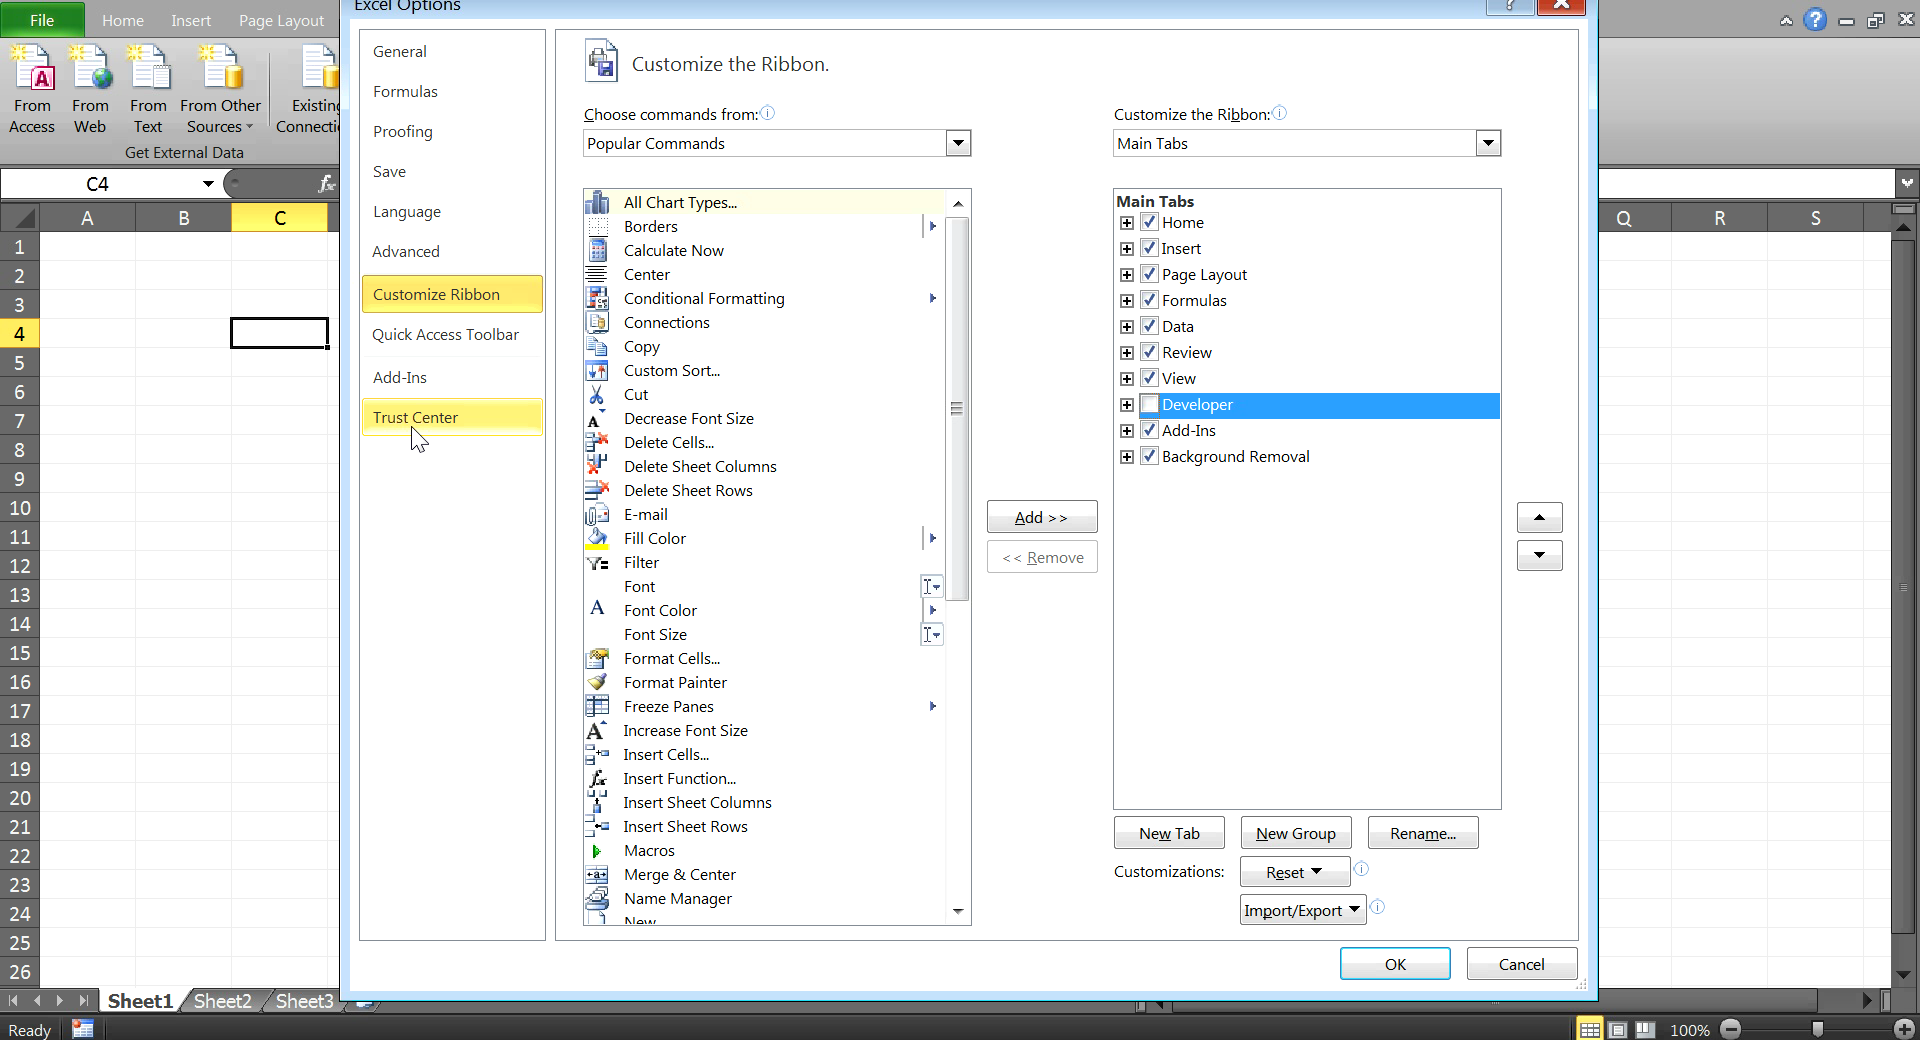 Excel Options
File
Home
Insert
Page Layout
From Access
From Web
From Text
From Other Sources
Existing
Get External Data
C4
fx
A
B
C
Q
R
S
1
2
3
4
5
6
7
8
9
10
11
12
13
14
15
16
17
18
19
20
21
22
23
24
25
26
General
Formulas
Proofing
Save
Language
Advanced
Customize Ribbon
Quick Access Toolbar
Add-Ins
Trust Center
Customize the Ribbon.
Choose commands from:
Popular Commands
All Chart Types...
Borders
Calculate Now
Center
Conditional Formatting
Connections
Copy
Custom Sort...
Cut
Decrease Font Size
Delete Cells...
Delete Sheet Columns
Delete Sheet Rows
E-mail
Fill Color
Filter
Font
Font Color
Font Size
Format Cells...
Format Painter
Freeze Panes
Increase Font Size
Insert Cells...
Insert Function...
Insert Sheet Columns
Insert Sheet Rows
Macros
Merge & Center
Name Manager
New
Add >>
<< Remove
Customize the Ribbon:
Main Tabs
Main Tabs
Home
Insert
Page Layout
Formulas
Data
Review
View
Developer
Add-Ins
Background Removal
New Tab
New Group
Rename...
Customizations:
Reset
Import/Export
OK
Cancel
Sheet1
Sheet2
Sheet3
Ready
100%